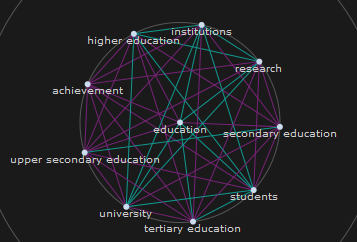 institutions
higher education
research
achievement
education
secondary education
upper secondary education
students
university
tertiary education